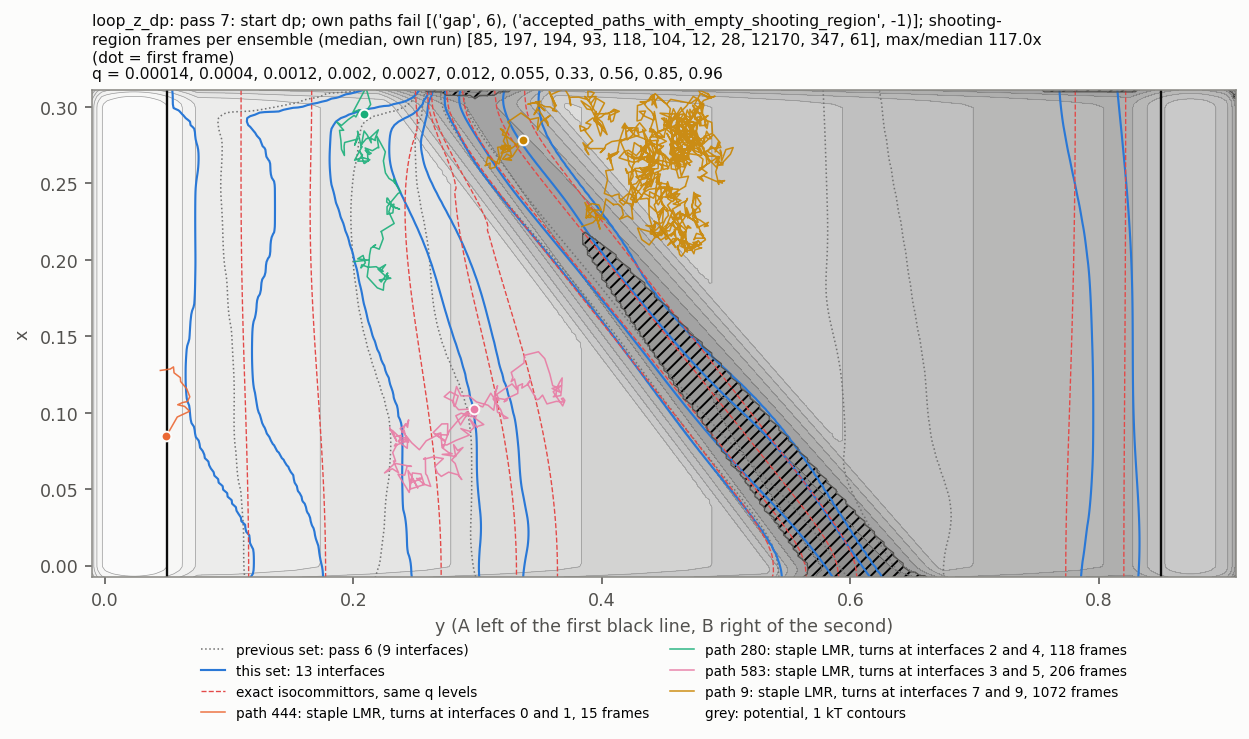 loop_z_dp: pass 7: start dp; own paths fail [('gap', 6), ('accepted_paths_with_empty_shooting_region', -1)]; shooting-
region frames per ensemble (median, own run) [85, 197, 194, 93, 118, 104, 12, 28, 12170, 347, 61], max/median 117.0x
(dot = first frame)
q = 0.00014, 0.0004, 0.0012, 0.002, 0.0027, 0.012, 0.055, 0.33, 0.56, 0.85, 0.96
0.30
0.25
0.20
0.15
0.10
0.05
0.00
x
0.0 0.2 0.4 0.6 0.8
y (A left of the first black line, B right of the second)
previous set: pass 6 (9 interfaces)
this set: 13 interfaces
exact isocommittors, same q levels
path 444: staple LMR, turns at interfaces 0 and 1, 15 frames
path 280: staple LMR, turns at interfaces 2 and 4, 118 frames
path 583: staple LMR, turns at interfaces 3 and 5, 206 frames
path 9: staple LMR, turns at interfaces 7 and 9, 1072 frames
grey: potential, 1 kT contours